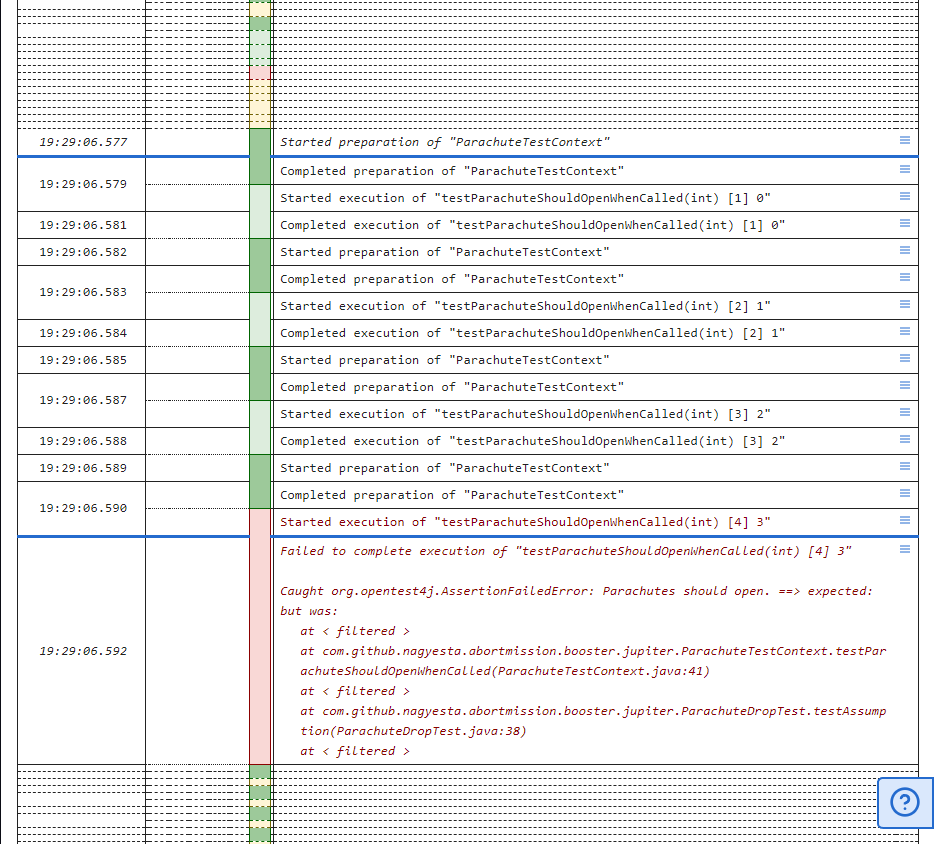 19:29:06.577 Started preparation of "ParachuteTestContext"
19:29:06.579 Completed preparation of "ParachuteTestContext"
Started execution of "testParachuteShouldOpenWhenCalled(int) [1] 0"
19:29:06.581 Completed execution of "testParachuteShouldOpenWhenCalled(int) [1] 0"
19:29:06.582 Started preparation of "ParachuteTestContext"
19:29:06.583 Completed preparation of "ParachuteTestContext"
Started execution of "testParachuteShouldOpenWhenCalled(int) [2] 1"
19:29:06.584 Completed execution of "testParachuteShouldOpenWhenCalled(int) [2] 1"
19:29:06.585 Started preparation of "ParachuteTestContext"
19:29:06.587 Completed preparation of "ParachuteTestContext"
Started execution of "testParachuteShouldOpenWhenCalled(int) [3] 2"
19:29:06.588 Completed execution of "testParachuteShouldOpenWhenCalled(int) [3] 2"
19:29:06.589 Started preparation of "ParachuteTestContext"
19:29:06.590 Completed preparation of "ParachuteTestContext"
Started execution of "testParachuteShouldOpenWhenCalled(int) [4] 3"
19:29:06.592 Failed to complete execution of "testParachuteShouldOpenWhenCalled(int) [4] 3"
Caught org.opentest4j.AssertionFailedError: Parachutes should open. ==> expected:
but was:
at < filtered >
at com.github.nagyesta.abortmission.booster.jupiter.ParachuteTestContext.testPar
achuteShouldOpenWhenCalled(ParachuteTestContext.java:41)
at < filtered >
at com.github.nagyesta.abortmission.booster.jupiter.ParachuteDropTest.testAssump
tion(ParachuteDropTest.java:38)
at < filtered >
?